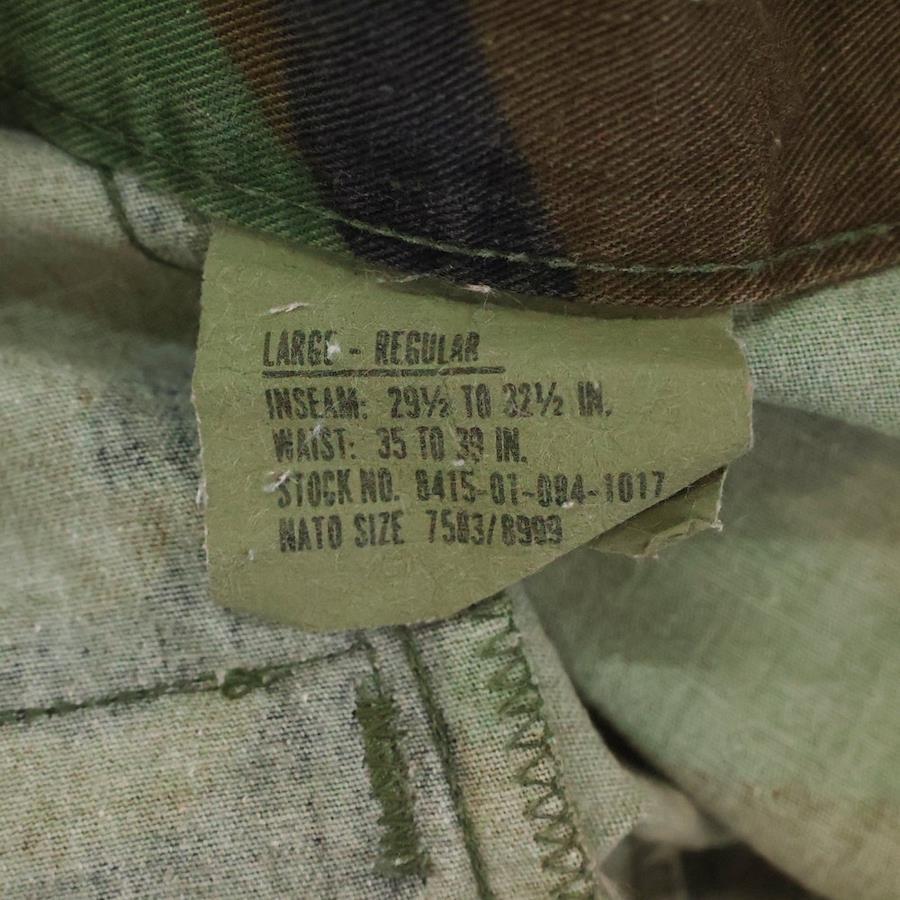 LARGE - REGULAR
INSEAM: 29½ TO 32½ IN.
WAIST: 35 TO 39 IN.
STOCK NO. 8415-01-084-1017
NATO SIZE 7583/8999